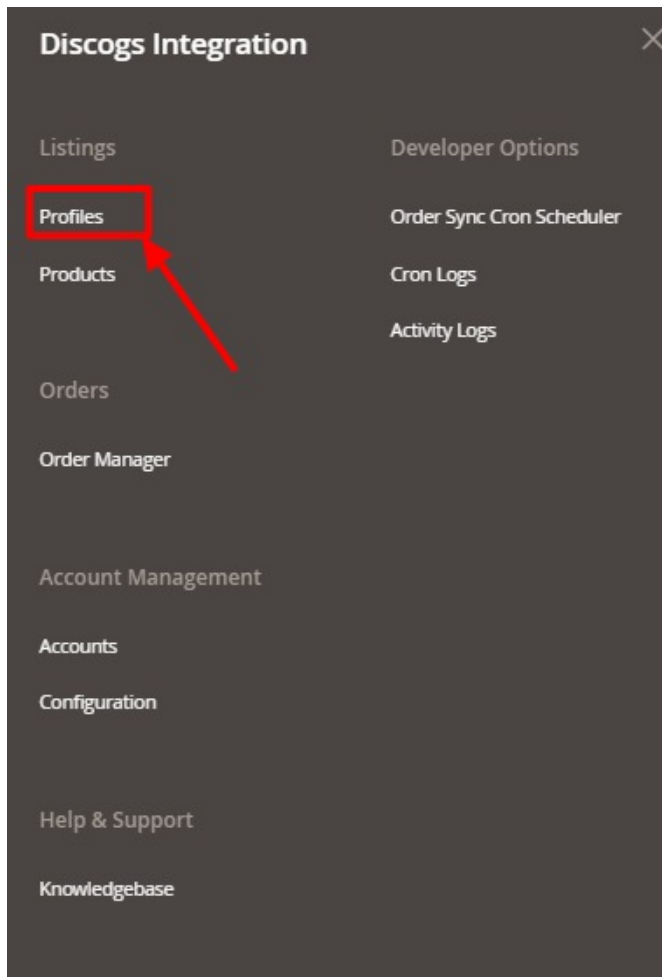 Discogs Integration
Listings
Profiles
Products
Orders
Order Manager
Account Management
Accounts
Configuration
Help & Support
Knowledgebase
Developer Options
Order Sync Cron Scheduler
Cron Logs
Activity Logs